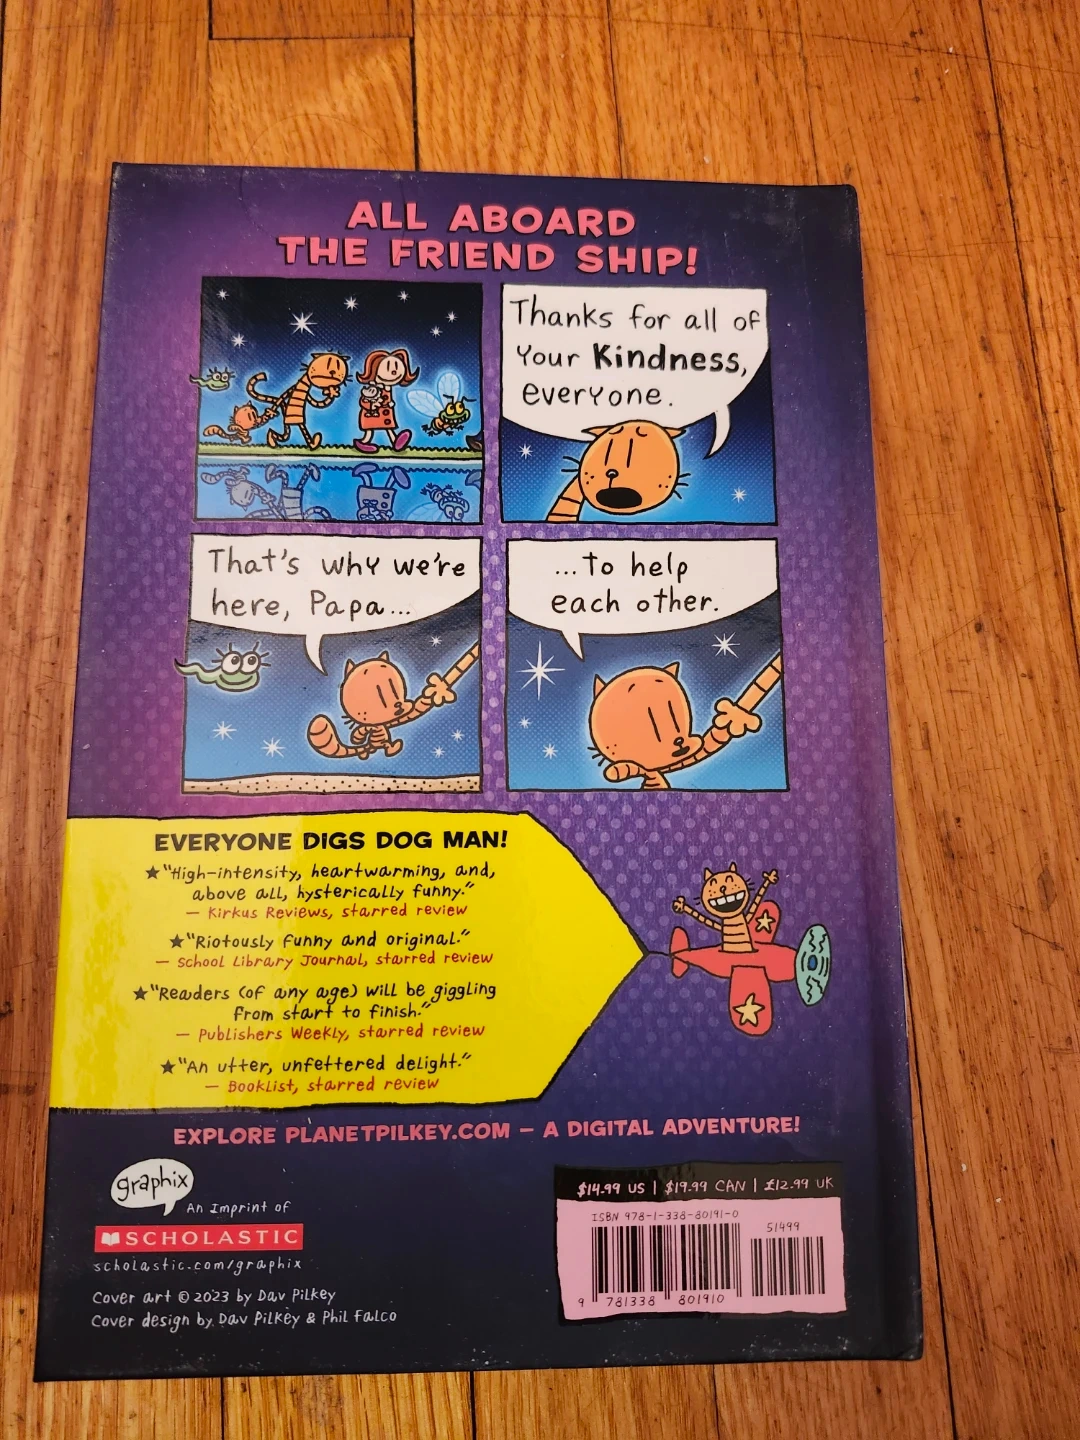 ALL ABOARD
THE FRIEND SHIP!
Thanks for all of
your Kindness,
everyone.
That's why we're
here, Papa...
...to help
each other.
EVERYONE DIGS DOG MAN!
★"High-intensity, heartwarming, and,
above all, hysterically funny."
— Kirkus Reviews, starred review
★"Riotously funny and original."
— School Library Journal, starred review
★"Readers (of any age) will be giggling
from start to finish."
— Publishers Weekly, starred review
★"An utter, unfettered delight."
— Booklist, starred review
EXPLORE PLANETPILKEY.COM — A DIGITAL ADVENTURE!
graphix
An Imprint of
SCHOLASTIC
scholastic.com/graphix
Cover art © 2023 by Dav Pilkey
Cover design by Dav Pilkey & Phil Falco
$14.99 US | $19.99 CAN | £12.99 UK
ISBN 978-1-338-80191-0
51499
9 781338 801910